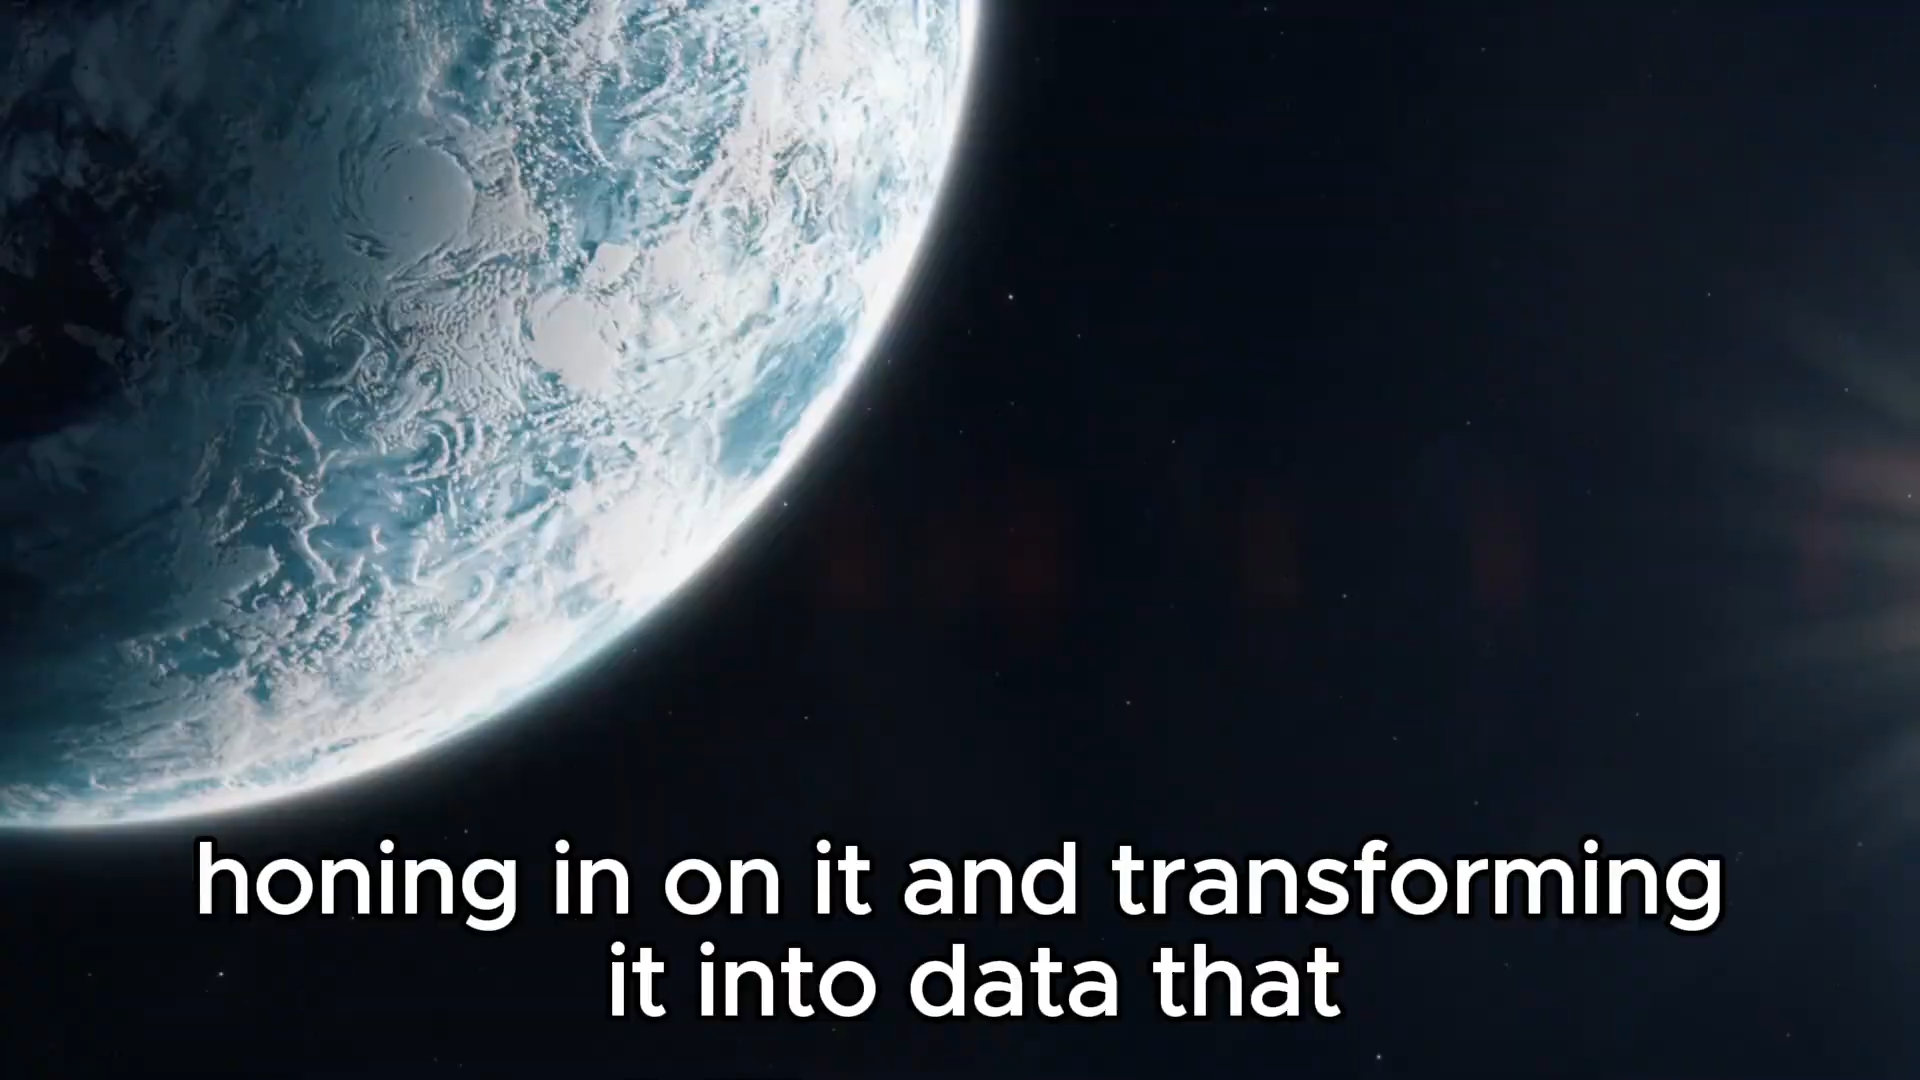 honing in on it and transforming
it into data that